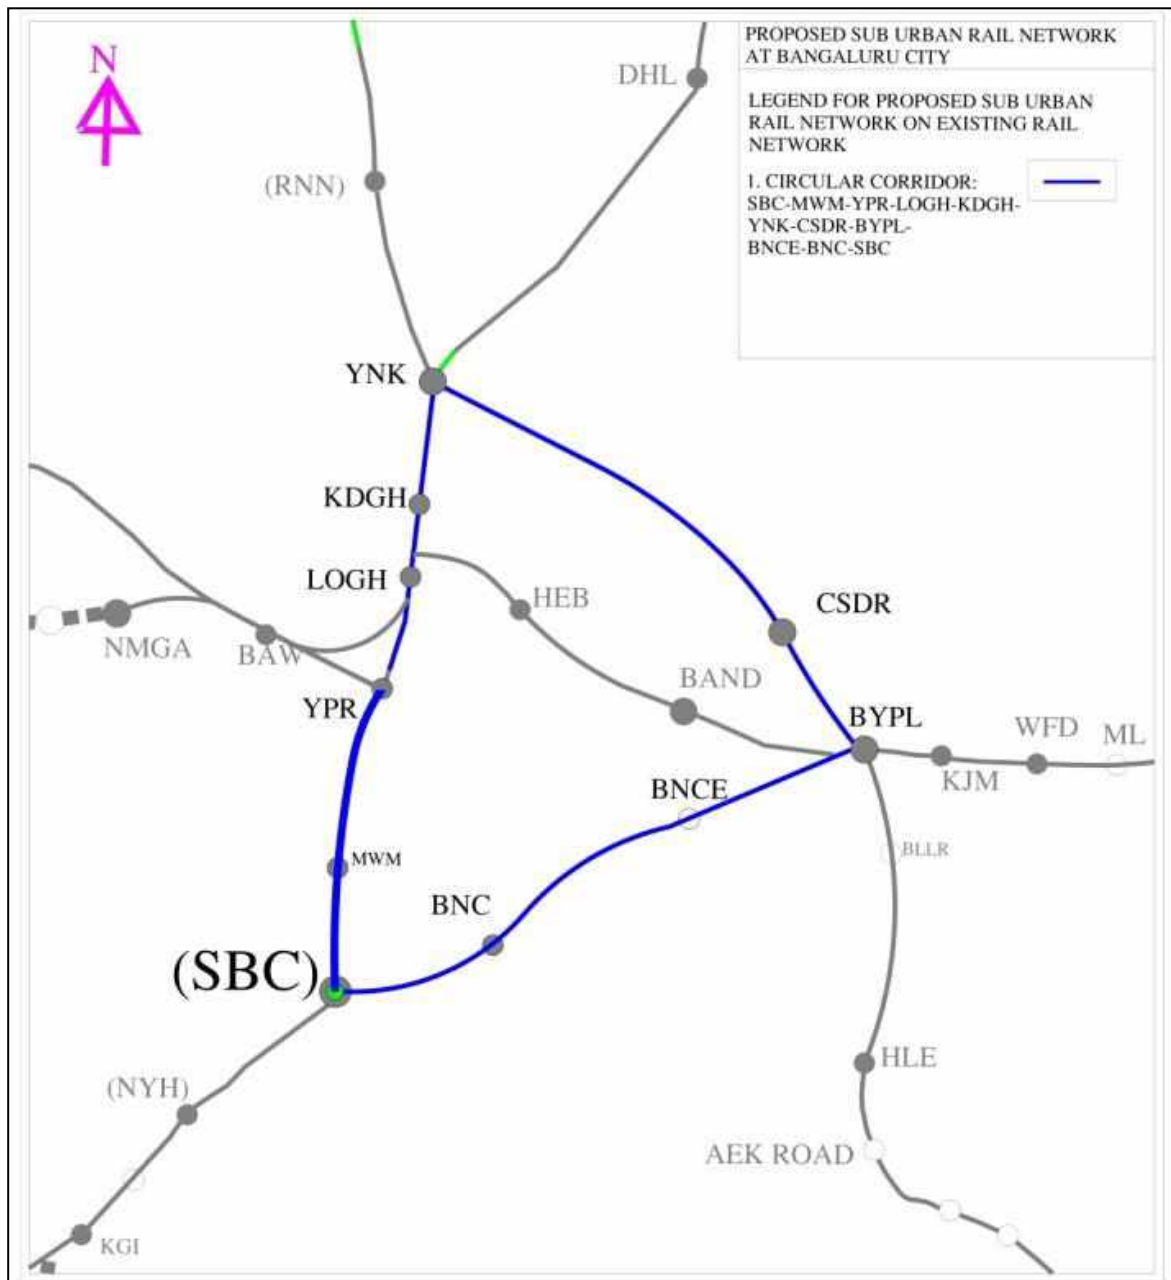 PROPOSED SUB URBAN RAIL NETWORK
AT BANGALURU CITY
LEGEND FOR PROPOSED SUB URBAN
RAIL NETWORK ON EXISTING RAIL
NETWORK
1. CIRCULAR CORRIDOR:
SBC-MWM-YPR-LOGH-KDGH-
YNK-CSDR-BYPL-
BNCE-BNC-SBC
N
DHL
(RNN)
YNK
KDGH
LOGH
HEB
CSDR
NMGA
BAW
BAND
YPR
BYPL
WFD
ML
KJM
BNCE
BLLR
MWM
BNC
(SBC)
HLE
(NYH)
AEK ROAD
KGI